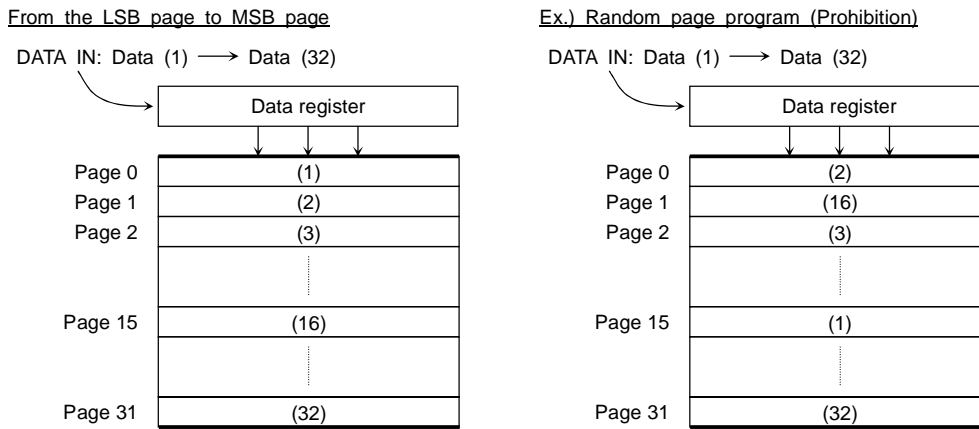 From the LSB page to MSB page
DATA IN: Data (1) → Data (32)
Data register
Page 0 (1)
Page 1 (2)
Page 2 (3)
Page 15 (16)
Page 31 (32)
Ex.) Random page program (Prohibition)
DATA IN: Data (1) → Data (32)
Data register
Page 0 (2)
Page 1 (16)
Page 2 (3)
Page 15 (1)
Page 31 (32)